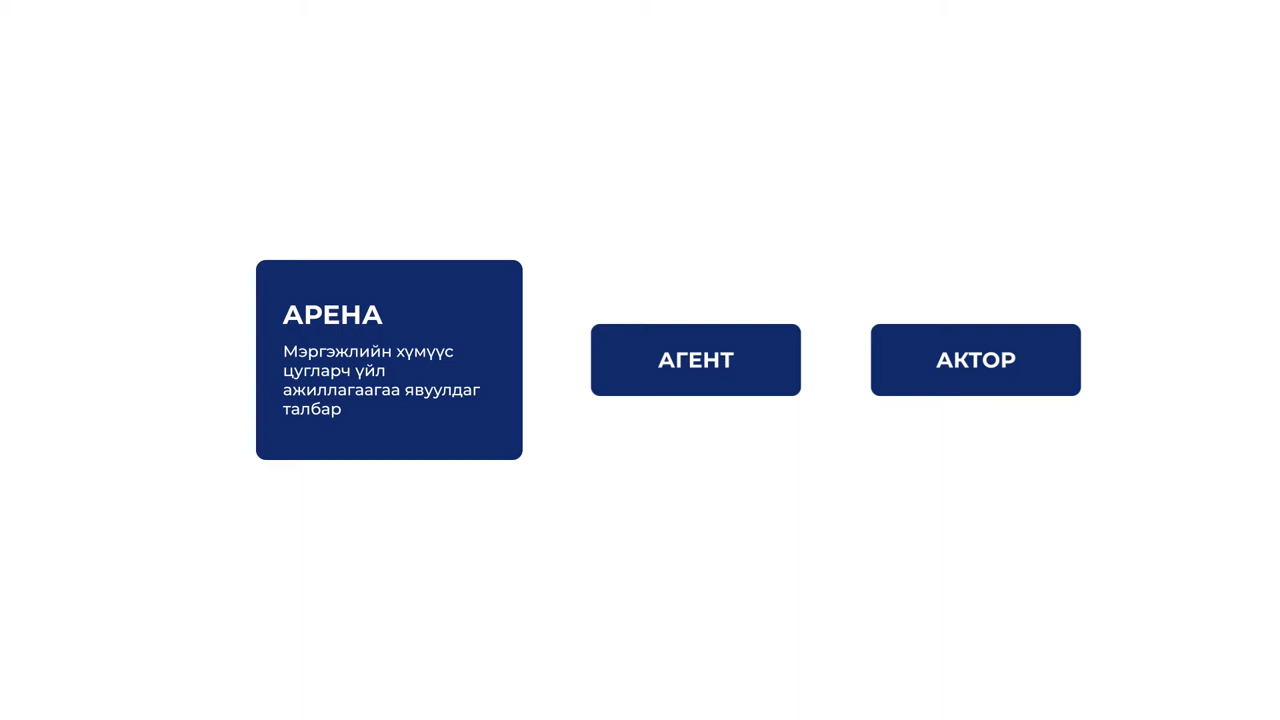 АРЕНА
Мэргэжлийн хүмүүс
цугларч үйл
ажиллагаагаа явуулдаг
талбар
АГЕНТ
АКТОР